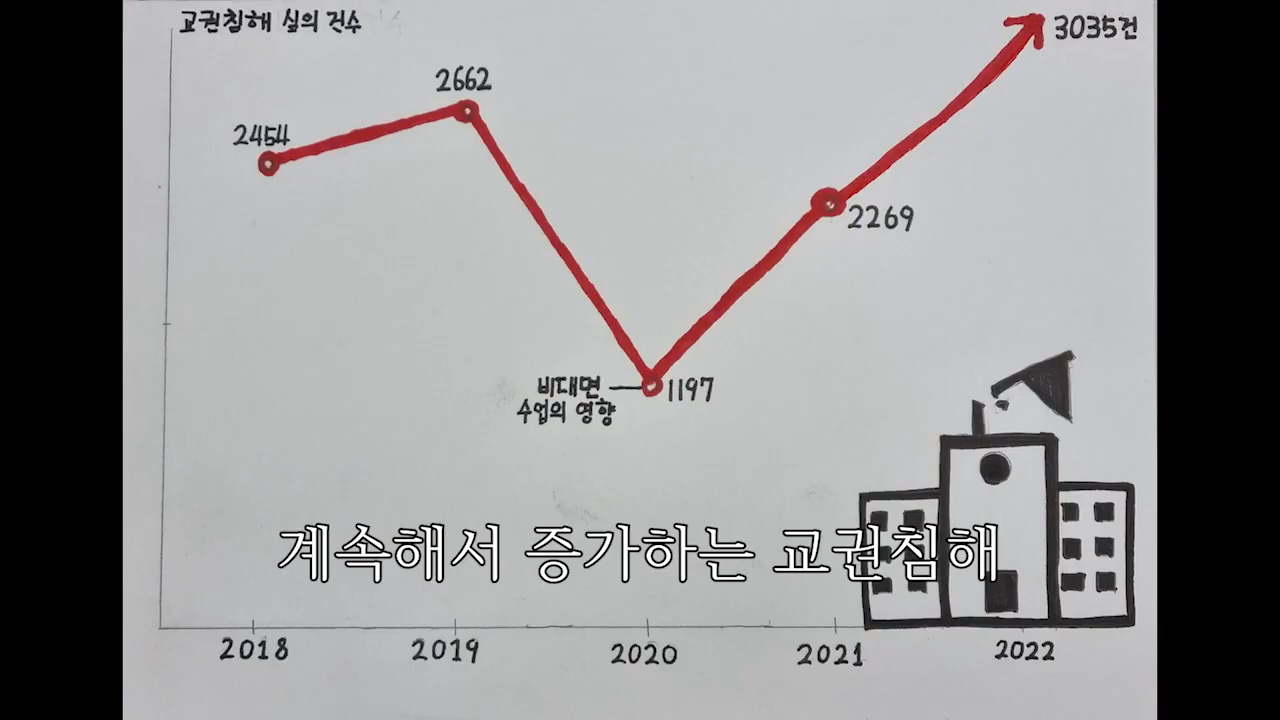 교권침해 심의 건수
3035건
2662
2454
2269
비대면
수업의 영향
1197
계속해서 증가하는 교권침해
2018 2019 2020 2021 2022